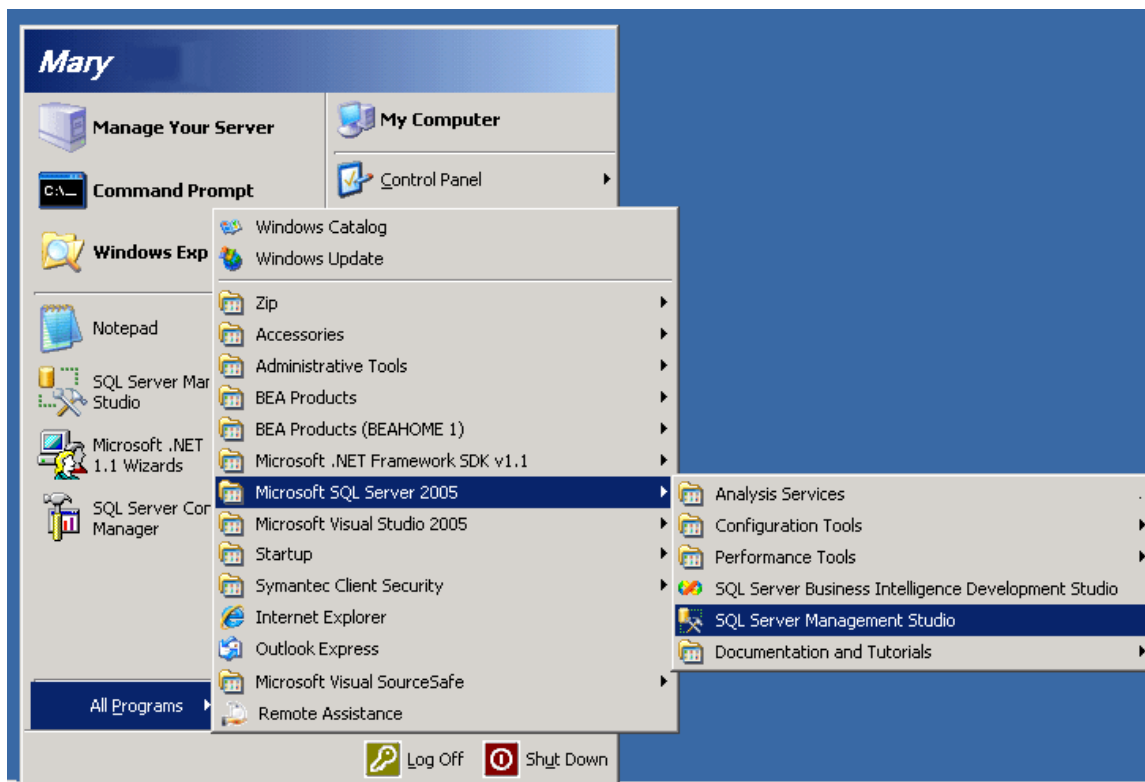 Mary
Manage Your Server
My Computer
C:\_
Command Prompt
Control Panel
Windows Exp
Windows Catalog
Windows Update
Notepad
Zip
Accessories
SQL Server Mar
Studio
Administrative Tools
BEA Products
Microsoft .NET
1.1 Wizards
BEA Products (BEAHOME 1)
Microsoft .NET Framework SDK v1.1
SQL Server Cor
Manager
Microsoft SQL Server 2005
Microsoft Visual Studio 2005
Startup
Symantec Client Security
Internet Explorer
Outlook Express
Microsoft Visual SourceSafe
Remote Assistance
Analysis Services
Configuration Tools
Performance Tools
SQL Server Business Intelligence Development Studio
SQL Server Management Studio
Documentation and Tutorials
All Programs
Log Off
Shut Down